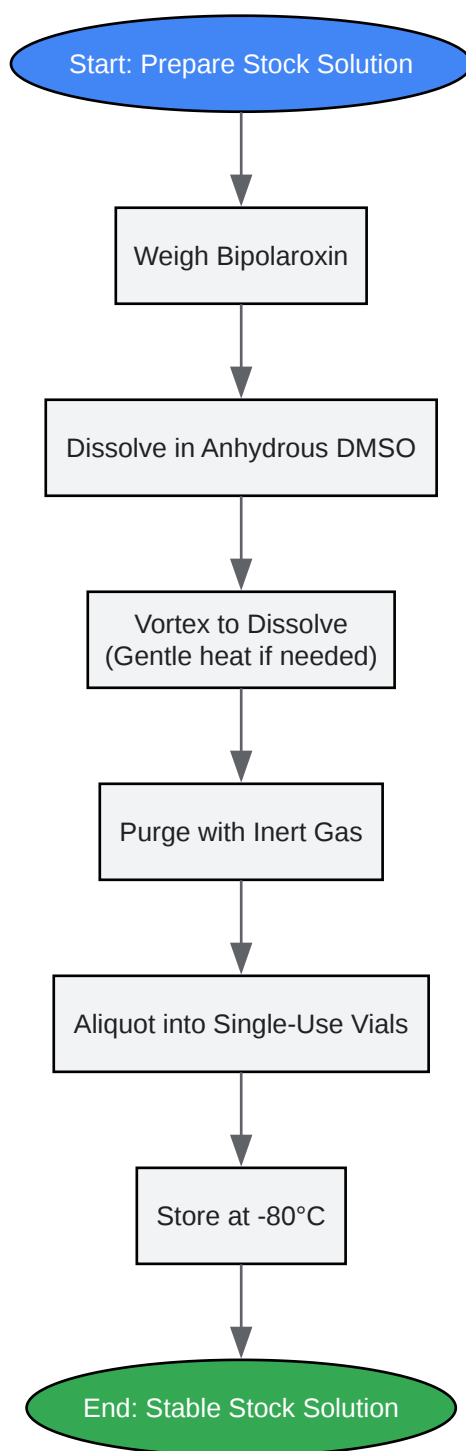 Start: Prepare Stock Solution
Weigh Bipolaroxin
Dissolve in Anhydrous DMSO
Vortex to Dissolve
(Gentle heat if needed)
Purge with Inert Gas
Aliquot into Single-Use Vials
Store at -80°C
End: Stable Stock Solution